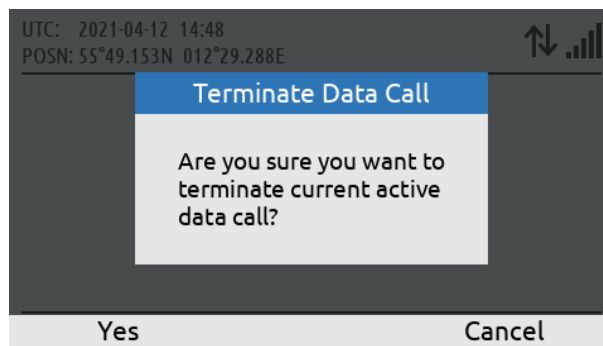 UTC: 2021-04-12 14:48
POSN: 55°49.153N 012°29.288E
Terminate Data Call
Are you sure you want to
terminate current active
data call?
Yes Cancel